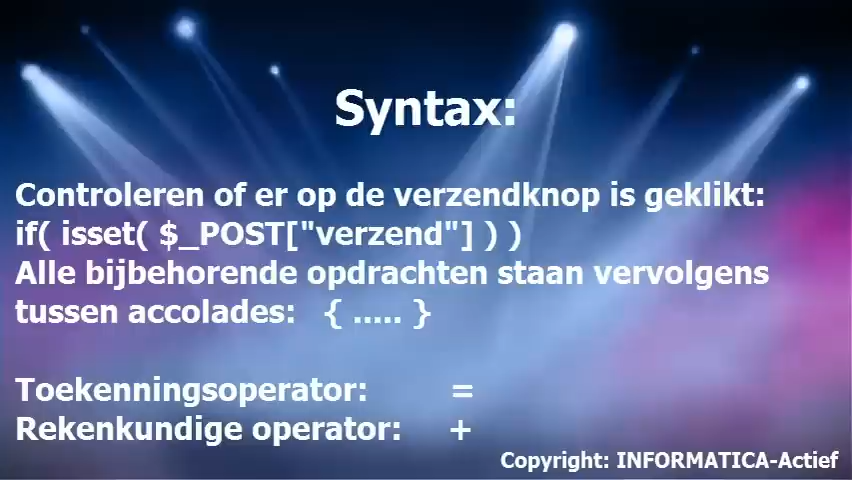 Syntax:
Controleren of er op de verzendknop is geklikt:
if( isset( $_POST["verzend"] ) )
Alle bijbehorende opdrachten staan vervolgens
tussen accolades: { ..... }
Toekenningsoperator: =
Rekenkundige operator: +
Copyright: INFORMATICA-Actief